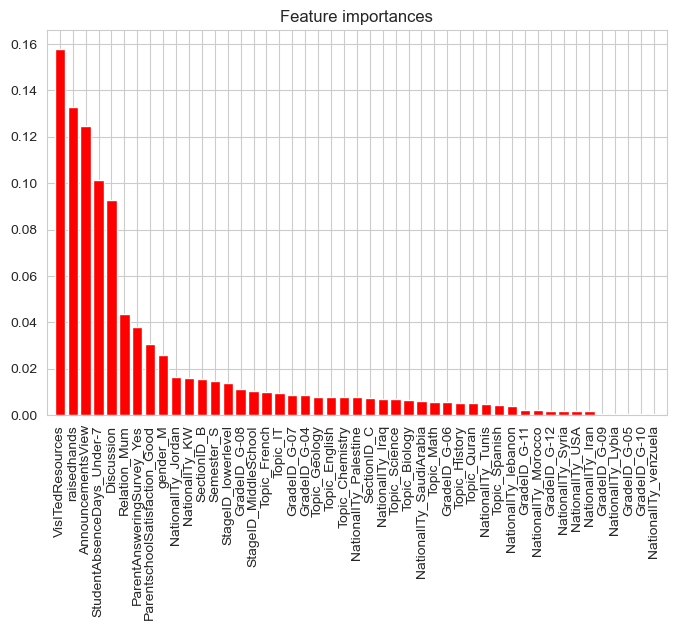 Feature importances
0.16
0.14
0.12
0.10
0.08
0.06
0.04
0.02
0.00
VisITedResources
raisedhands
AnnouncementsView
StudentAbsenceDays_Under-7
Discussion
Relation_Mum
ParentAnsweringSurvey_Yes
ParentschoolSatisfaction_Good
gender_M
NationalITy_Jordan
NationalITy_KW
SectionID_B
Semester_S
StageID_lowerlevel
GradeID_G-08
StageID_MiddleSchool
Topic_French
Topic_IT
GradeID_G-07
GradeID_G-04
Topic_Geology
Topic_English
Topic_Chemistry
NationalITy_Palestine
SectionID_C
NationalITy_Iraq
Topic_Science
Topic_Biology
NationalITy_SaudiArabia
Topic_Math
GradeID_G-06
Topic_History
Topic_Quran
NationalITy_Tunis
Topic_Spanish
NationalITy_lebanon
GradeID_G-11
NationalITy_Morocco
GradeID_G-12
NationalITy_Syria
NationalITy_USA
NationalITy_Iran
GradeID_G-09
NationalITy_Lybia
GradeID_G-05
GradeID_G-10
NationalITy_venzuela